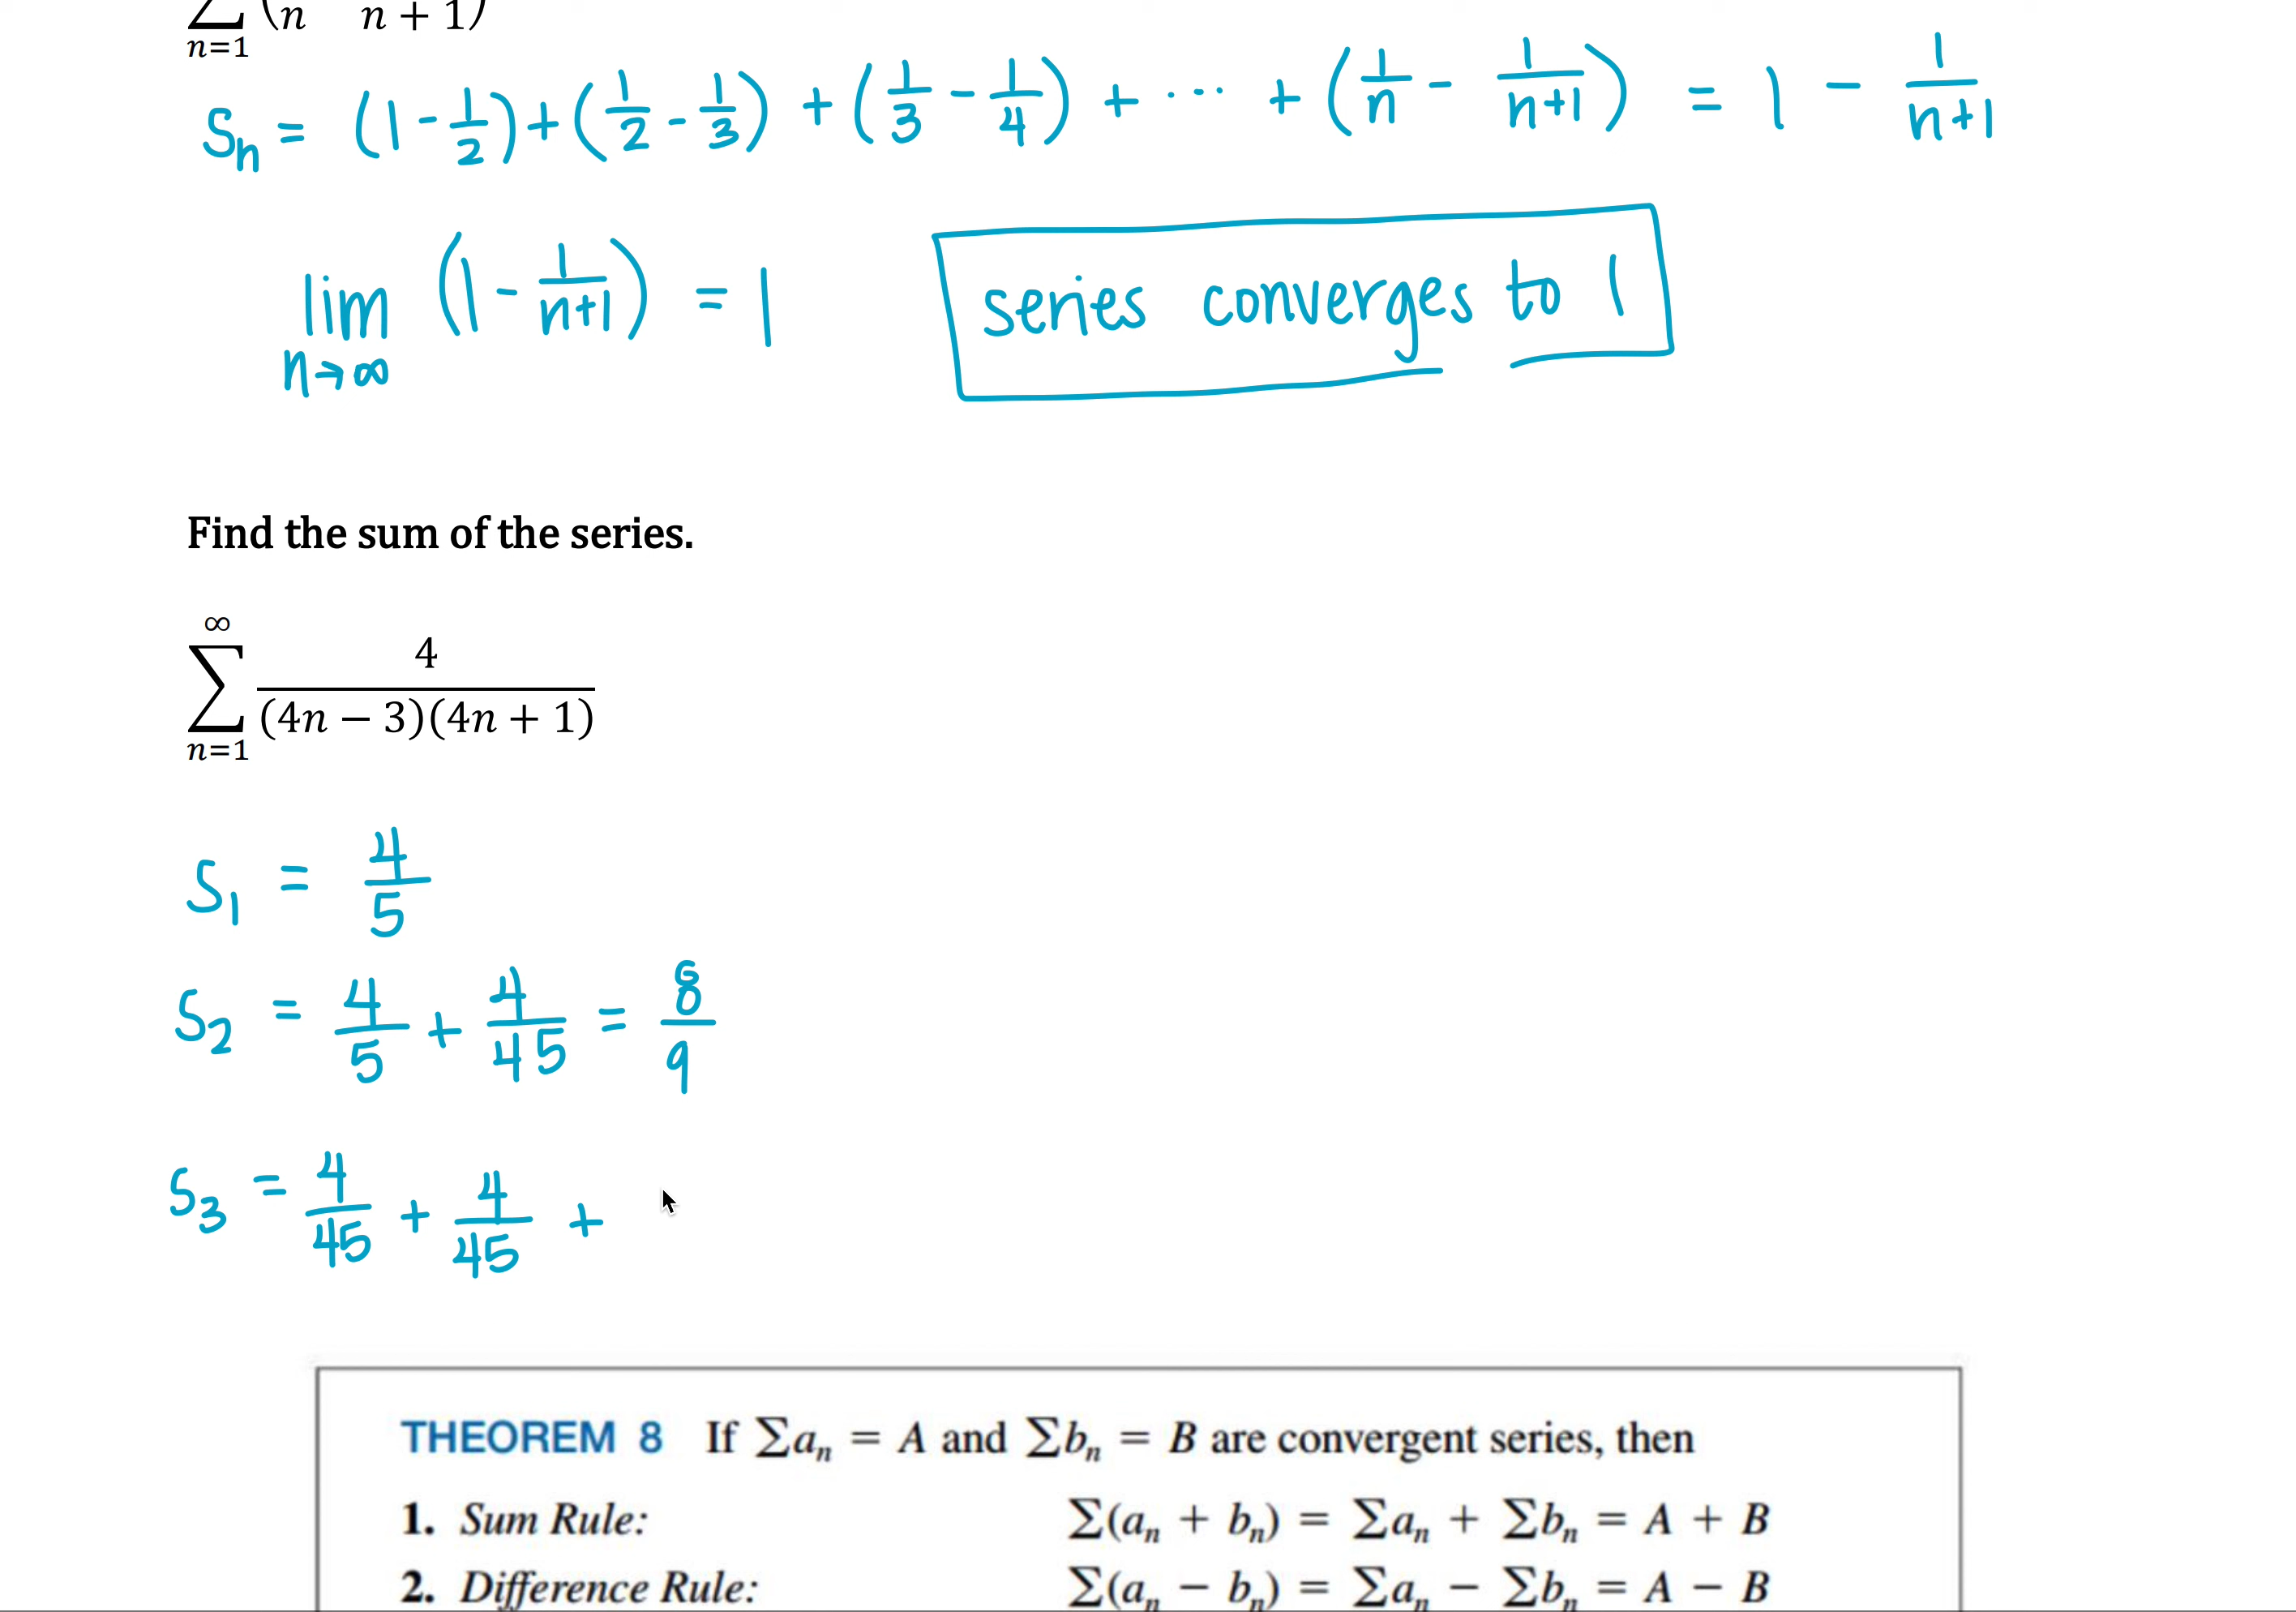 ∑ n=1 (n n + 1)
Sn = (1 - 1/2) + (1/2 - 1/3) + (1/3 - 1/4) + ... + (1/n - 1/(n+1)) = 1 - 1/(n+1)
lim n→∞ (1 - 1/(n+1)) = 1
series converges to 1
Find the sum of the series.
∑ n=1 ∞ 4/((4n − 3)(4n + 1))
S1 = 4/5
S2 = 4/5 + 4/45 = 8/9
S3 = 4/45 + 4/45 +
THEOREM 8 If ∑an = A and ∑bn = B are convergent series, then
1. Sum Rule: ∑(an + bn) = ∑an + ∑bn = A + B
2. Difference Rule: ∑(an − bn) = ∑an − ∑bn = A − B